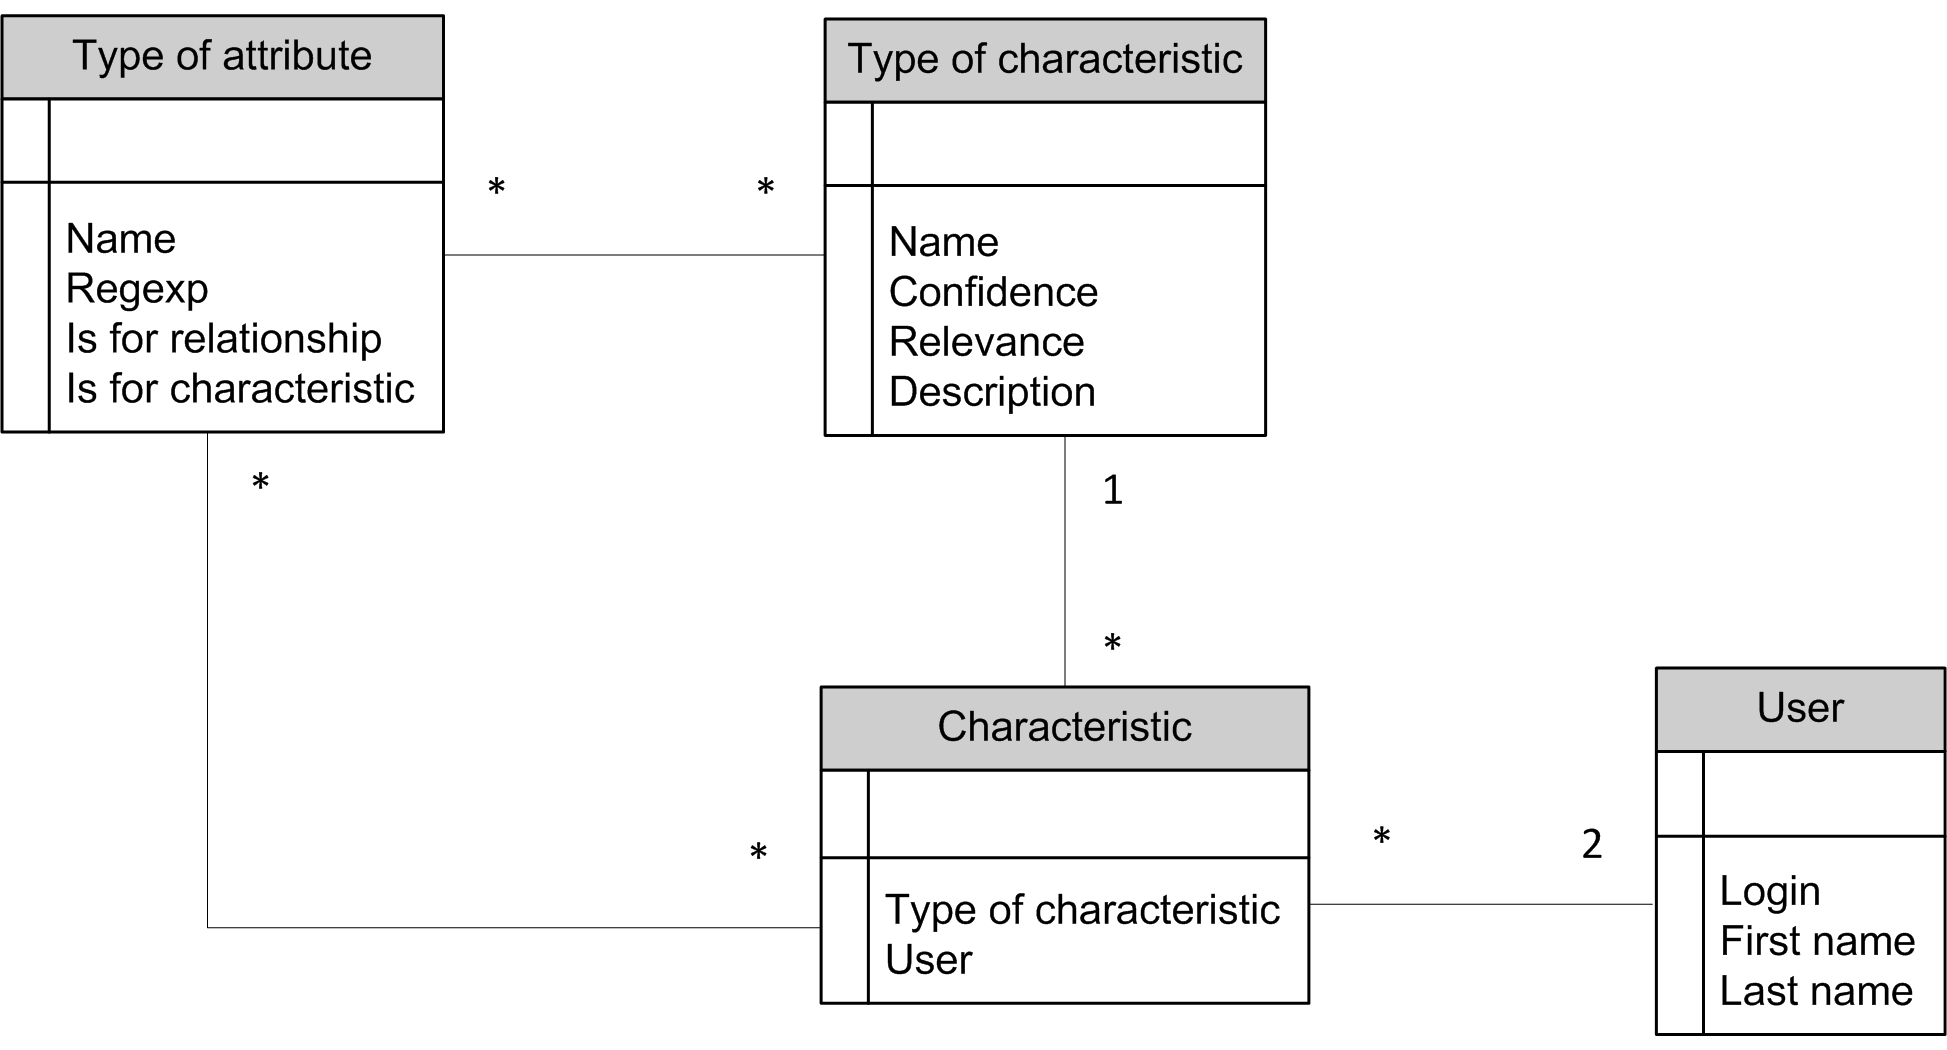 Type of attribute
Name
Regexp
Is for relationship
Is for characteristic
*
*
Type of characteristic
Name
Confidence
Relevance
Description
*
1
*
*
Characteristic
Type of characteristic
User
*
2
User
Login
First name
Last name